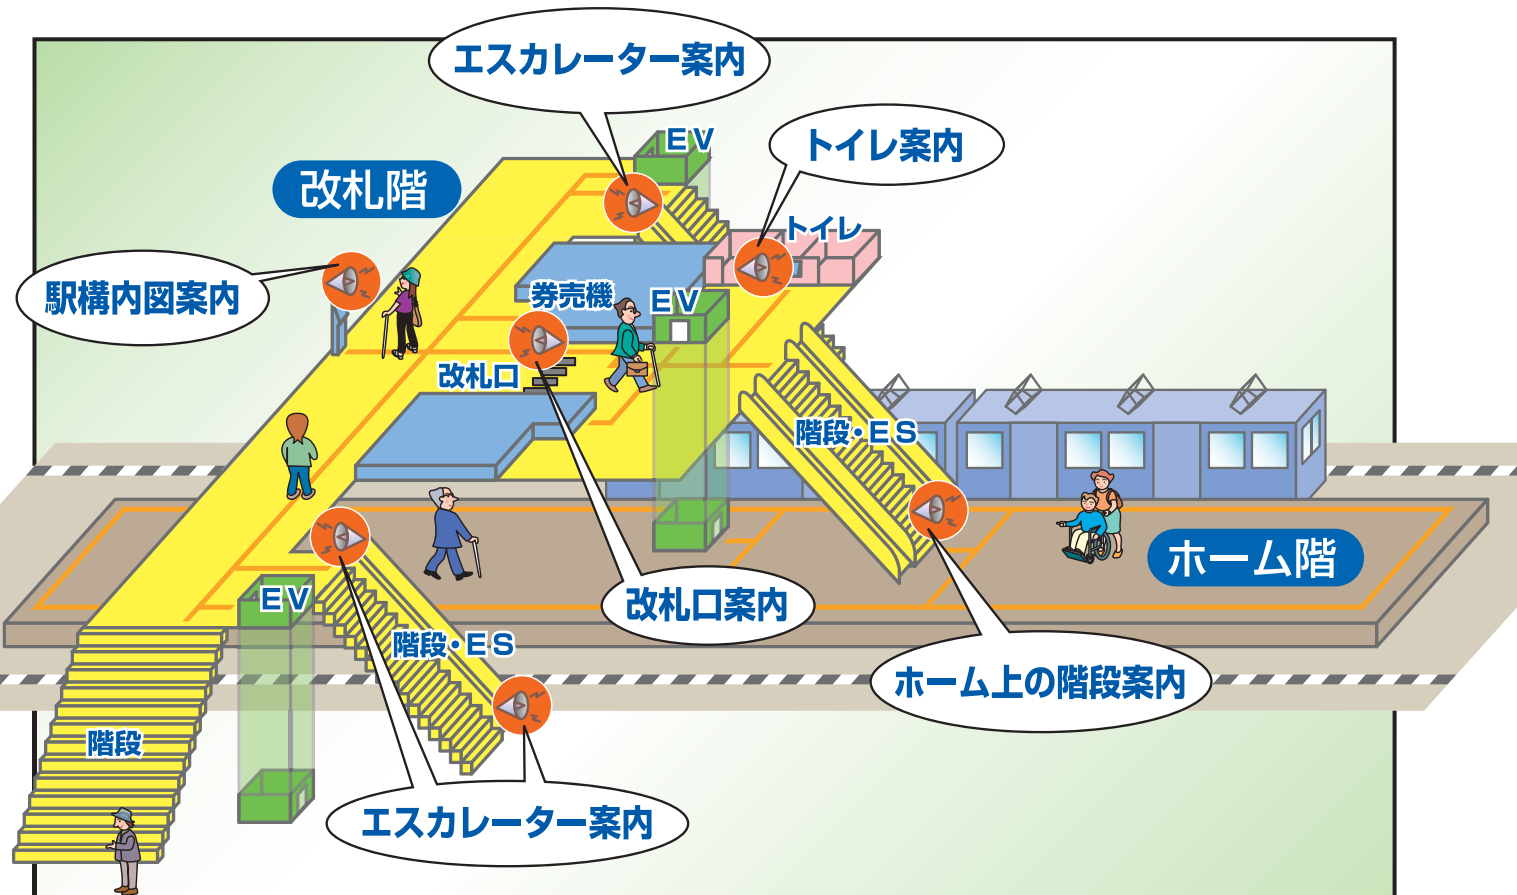 エスカレーター案内
EV
トイレ案内
改札階
トイレ
駅構内図案内
券売機
EV
改札口
階段・ES
ホーム階
EV
改札口案内
階段・ES
ホーム上の階段案内
階段
エスカレーター案内